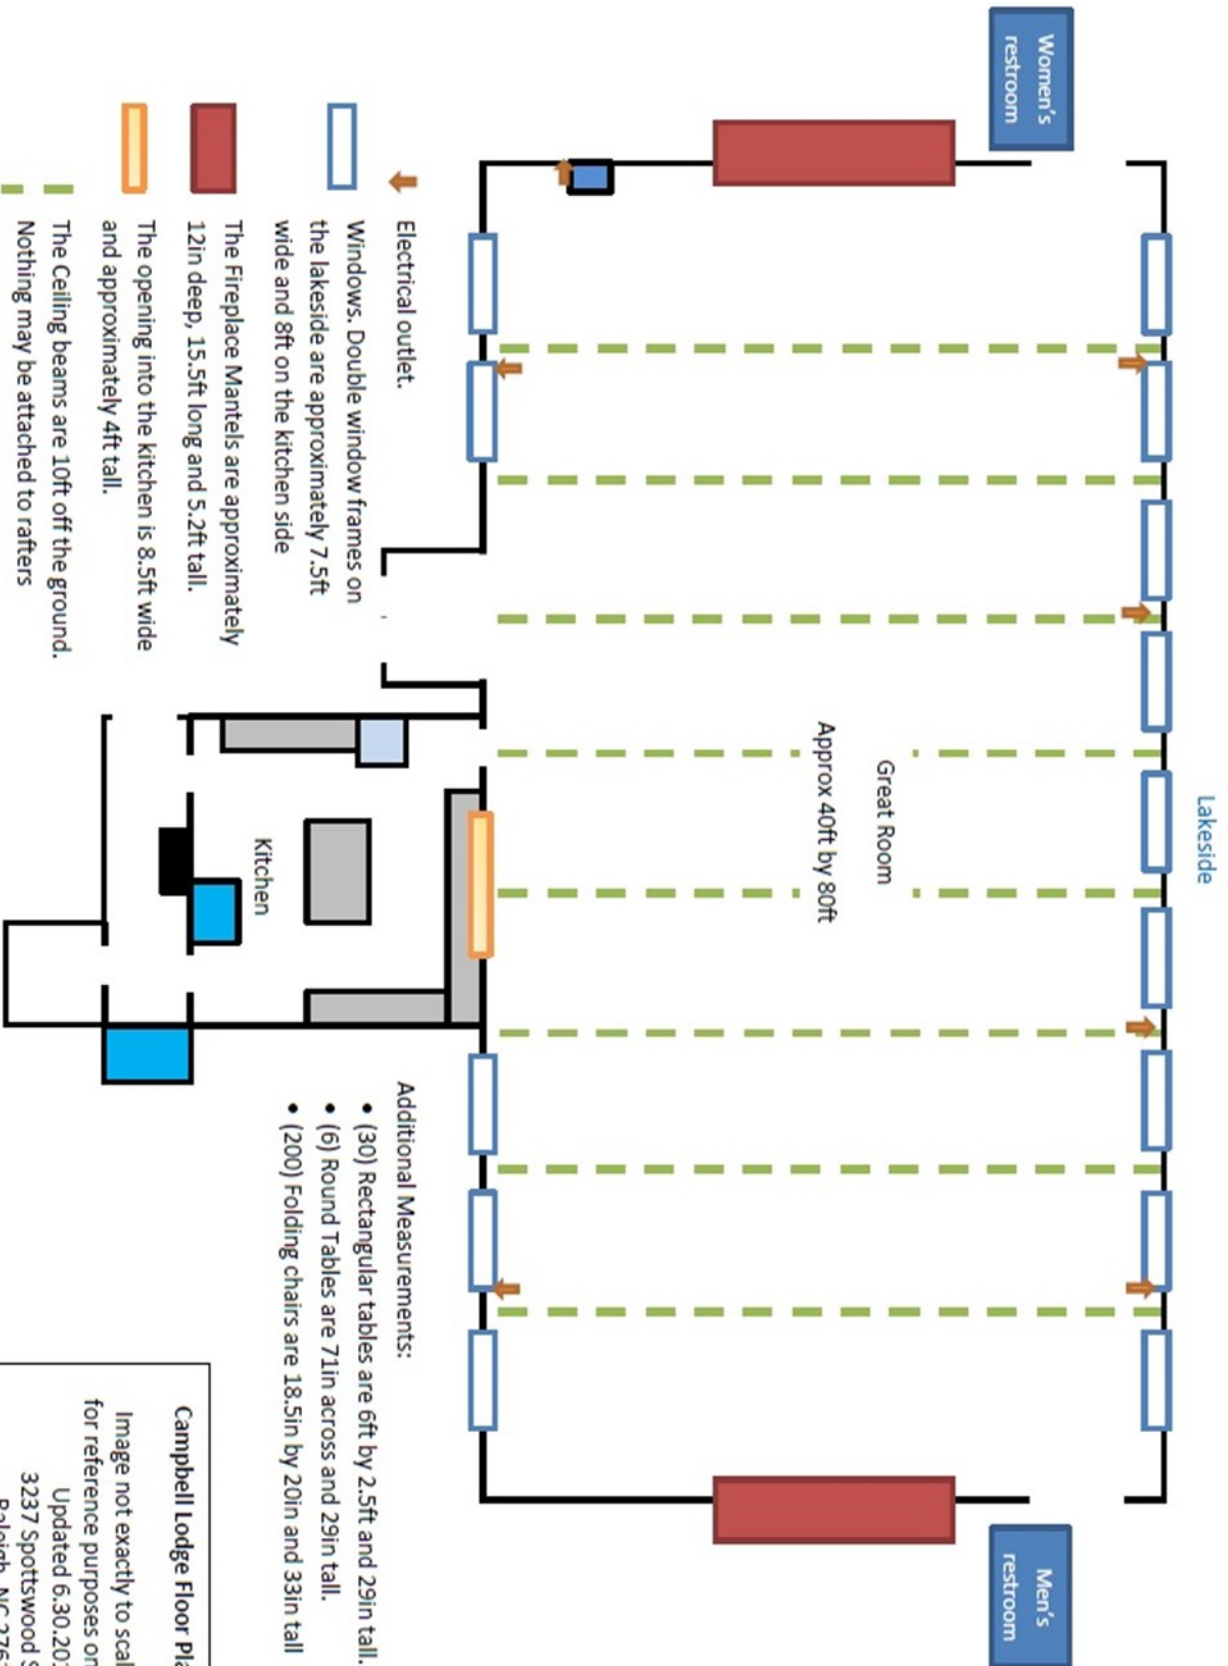 Lakeside
Women's
restroom
Great Room
Approx 40ft by 80ft
Men's
restroom
Kitchen
Electrical outlet.
Windows. Double window frames on
the lakeside are approximately 7.5ft
wide and 8ft on the kitchen side
The Fireplace Mantels are approximately
12in deep, 15.5ft long and 5.2ft tall.
The opening into the kitchen is 8.5ft wide
and approximately 4ft tall.
The Ceiling beams are 10ft off the ground.
Nothing may be attached to rafters
Additional Measurements:
• (30) Rectangular tables are 6ft by 2.5ft and 29in tall.
• (6) Round Tables are 71in across and 29in tall.
• (200) Folding chairs are 18.5in by 20in and 33in tall
Campbell Lodge Floor
Image not exactly to
for reference purposes
Updated
3237 Spottswood
Raleigh, NC